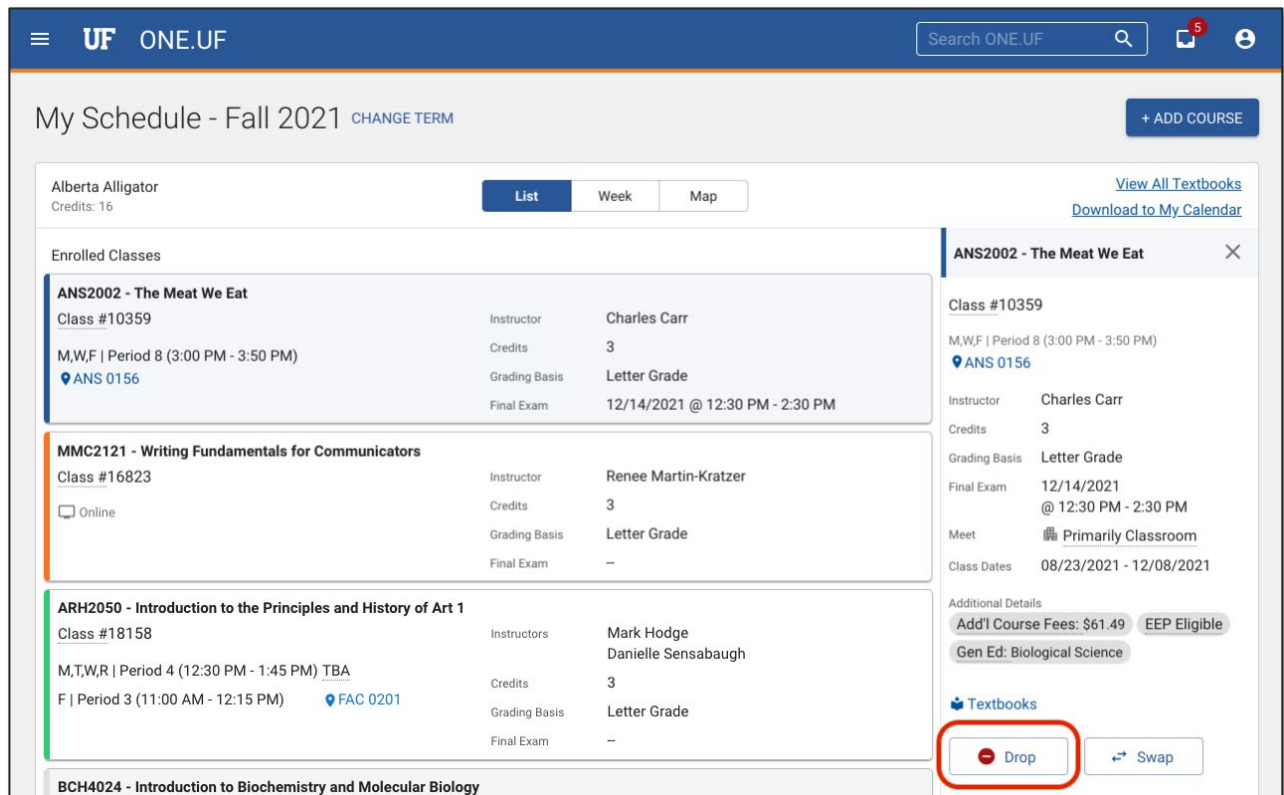 UF ONE.UF
Search ONE.UF
5
My Schedule - Fall 2021 CHANGE TERM
+ ADD COURSE
Alberta Alligator
Credits: 16
List Week Map
View All Textbooks
Download to My Calendar
Enrolled Classes
ANS2002 - The Meat We Eat
Class #10359
M,W,F | Period 8 (3:00 PM - 3:50 PM)
ANS 0156
Instructor Charles Carr
Credits 3
Grading Basis Letter Grade
Final Exam 12/14/2021 @ 12:30 PM - 2:30 PM
MMC2121 - Writing Fundamentals for Communicators
Class #16823
Online
Instructor Renee Martin-Kratzer
Credits 3
Grading Basis Letter Grade
Final Exam --
ARH2050 - Introduction to the Principles and History of Art 1
Class #18158
M,T,W,R | Period 4 (12:30 PM - 1:45 PM) TBA
F | Period 3 (11:00 AM - 12:15 PM) FAC 0201
Instructors Mark Hodge
Danielle Sensabaugh
Credits 3
Grading Basis Letter Grade
Final Exam --
BCH4024 - Introduction to Biochemistry and Molecular Biology
ANS2002 - The Meat We Eat
Class #10359
M,W,F | Period 8 (3:00 PM - 3:50 PM)
ANS 0156
Instructor Charles Carr
Credits 3
Grading Basis Letter Grade
Final Exam 12/14/2021
@ 12:30 PM - 2:30 PM
Meet Primarily Classroom
Class Dates 08/23/2021 - 12/08/2021
Additional Details
Add'l Course Fees: $61.49 EEP Eligible
Gen Ed: Biological Science
Textbooks
Drop Swap